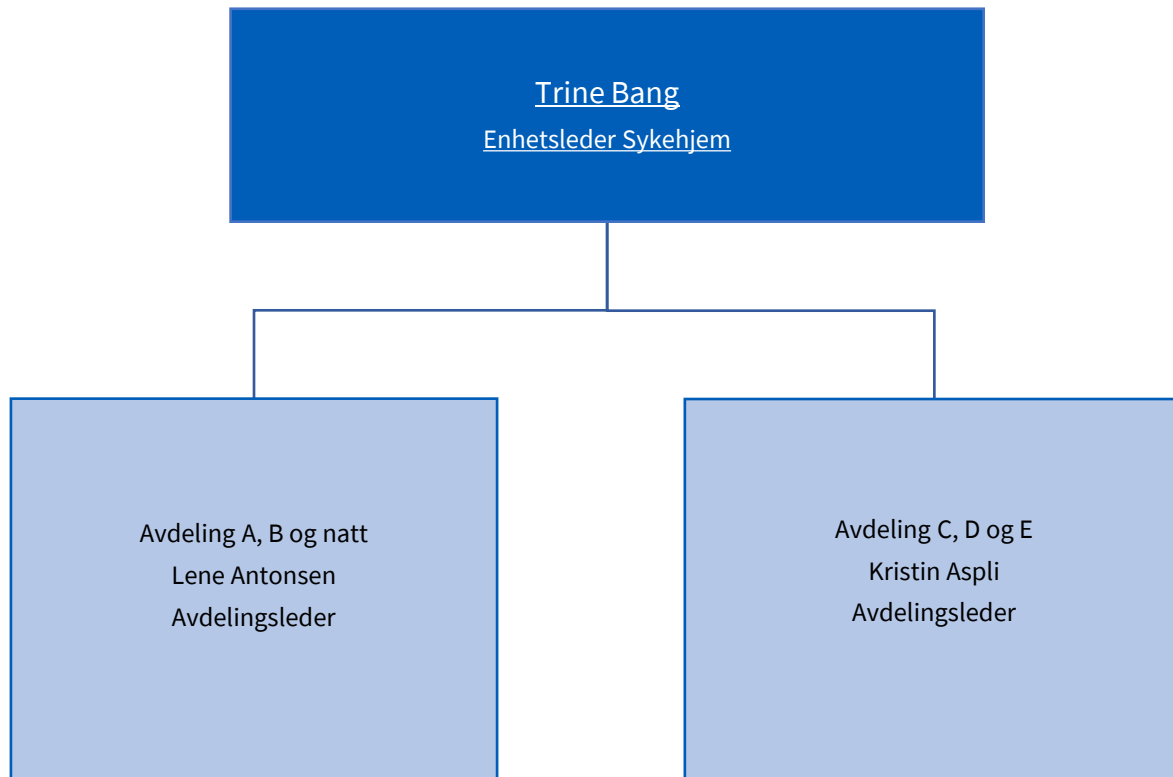 Trine Bang
Enhetsleder Sykehjem
Avdeling A, B og natt
Lene Antonsen
Avdelingsleder
Avdeling C, D og E
Kristin Aspli
Avdelingsleder